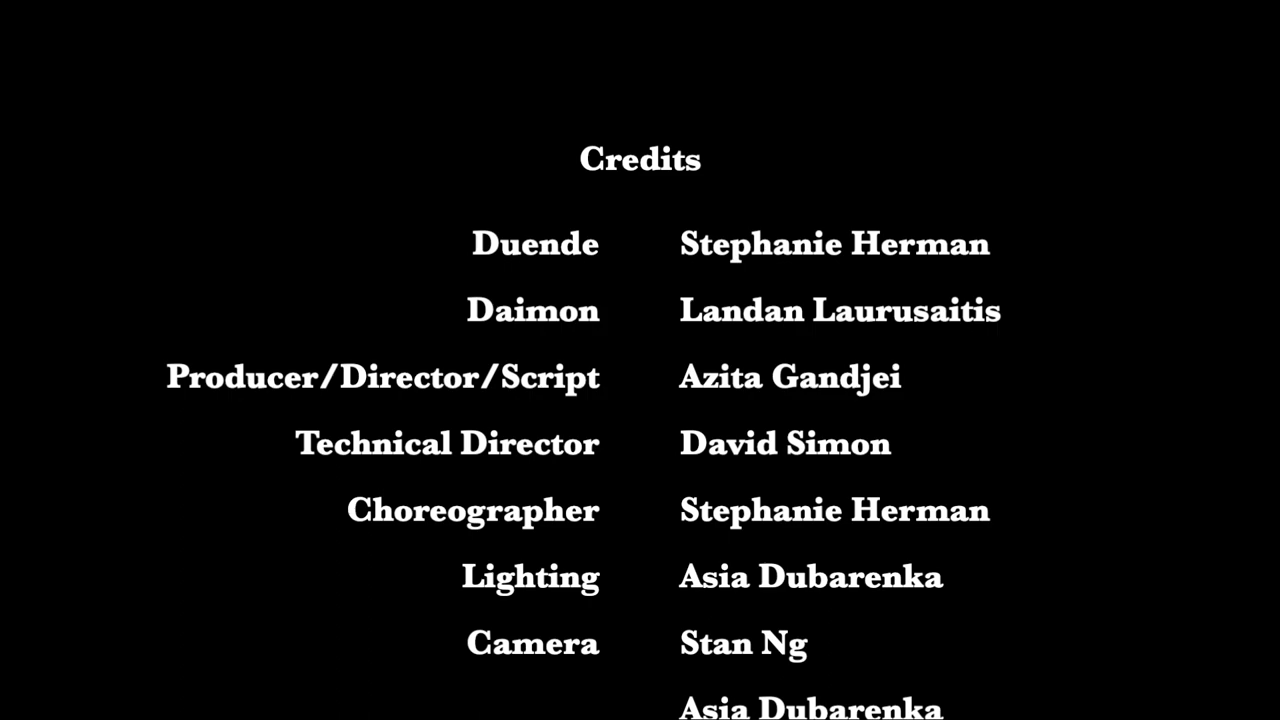 Credits
Duende Stephanie Herman
Daimon Landan Laurusaitis
Producer/Director/Script Azita Gandjei
Technical Director David Simon
Choreographer Stephanie Herman
Lighting Asia Dubarenka
Camera Stan Ng
Asia Dubarenka